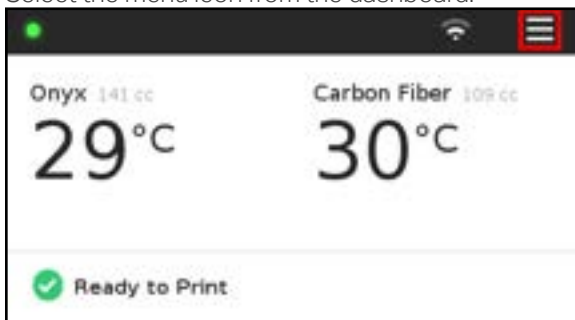 Select the menu icon from the dashboard.
Onyx 141 cc
Carbon Fiber 109 cc
29°C
30°C
Ready to Print